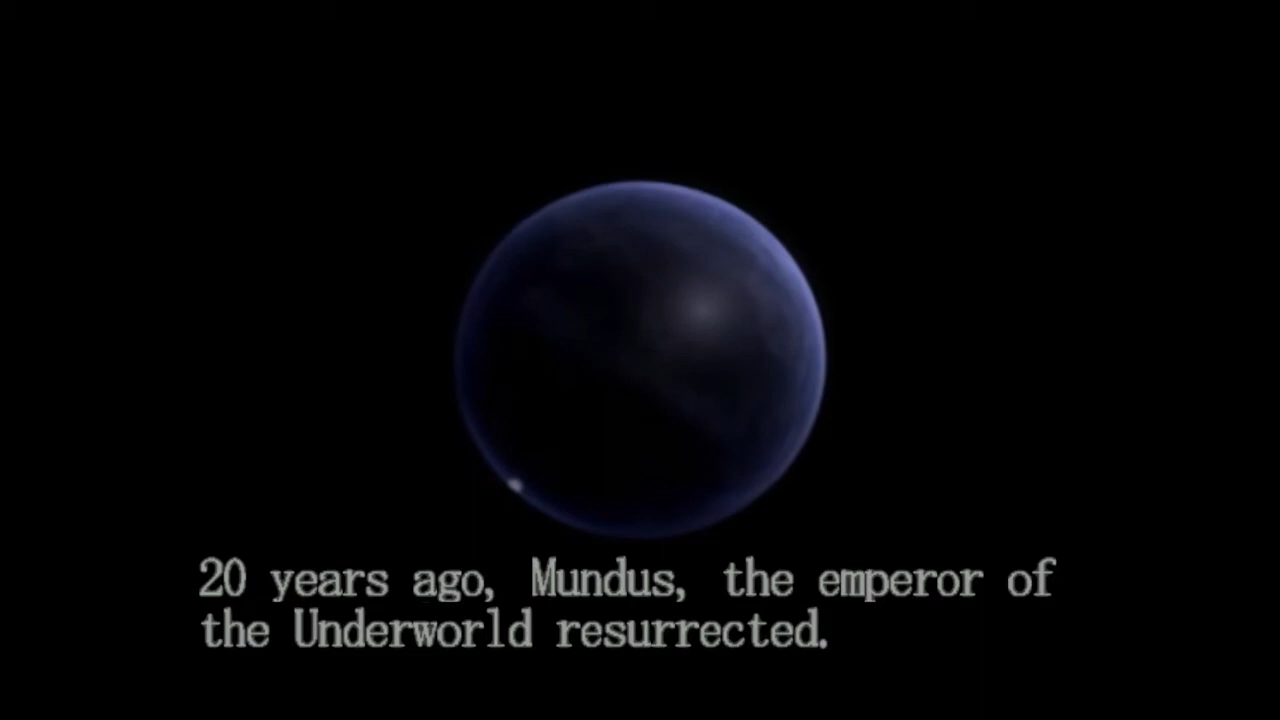 20 years ago, Mundus, the emperor of
the Underworld resurrected.